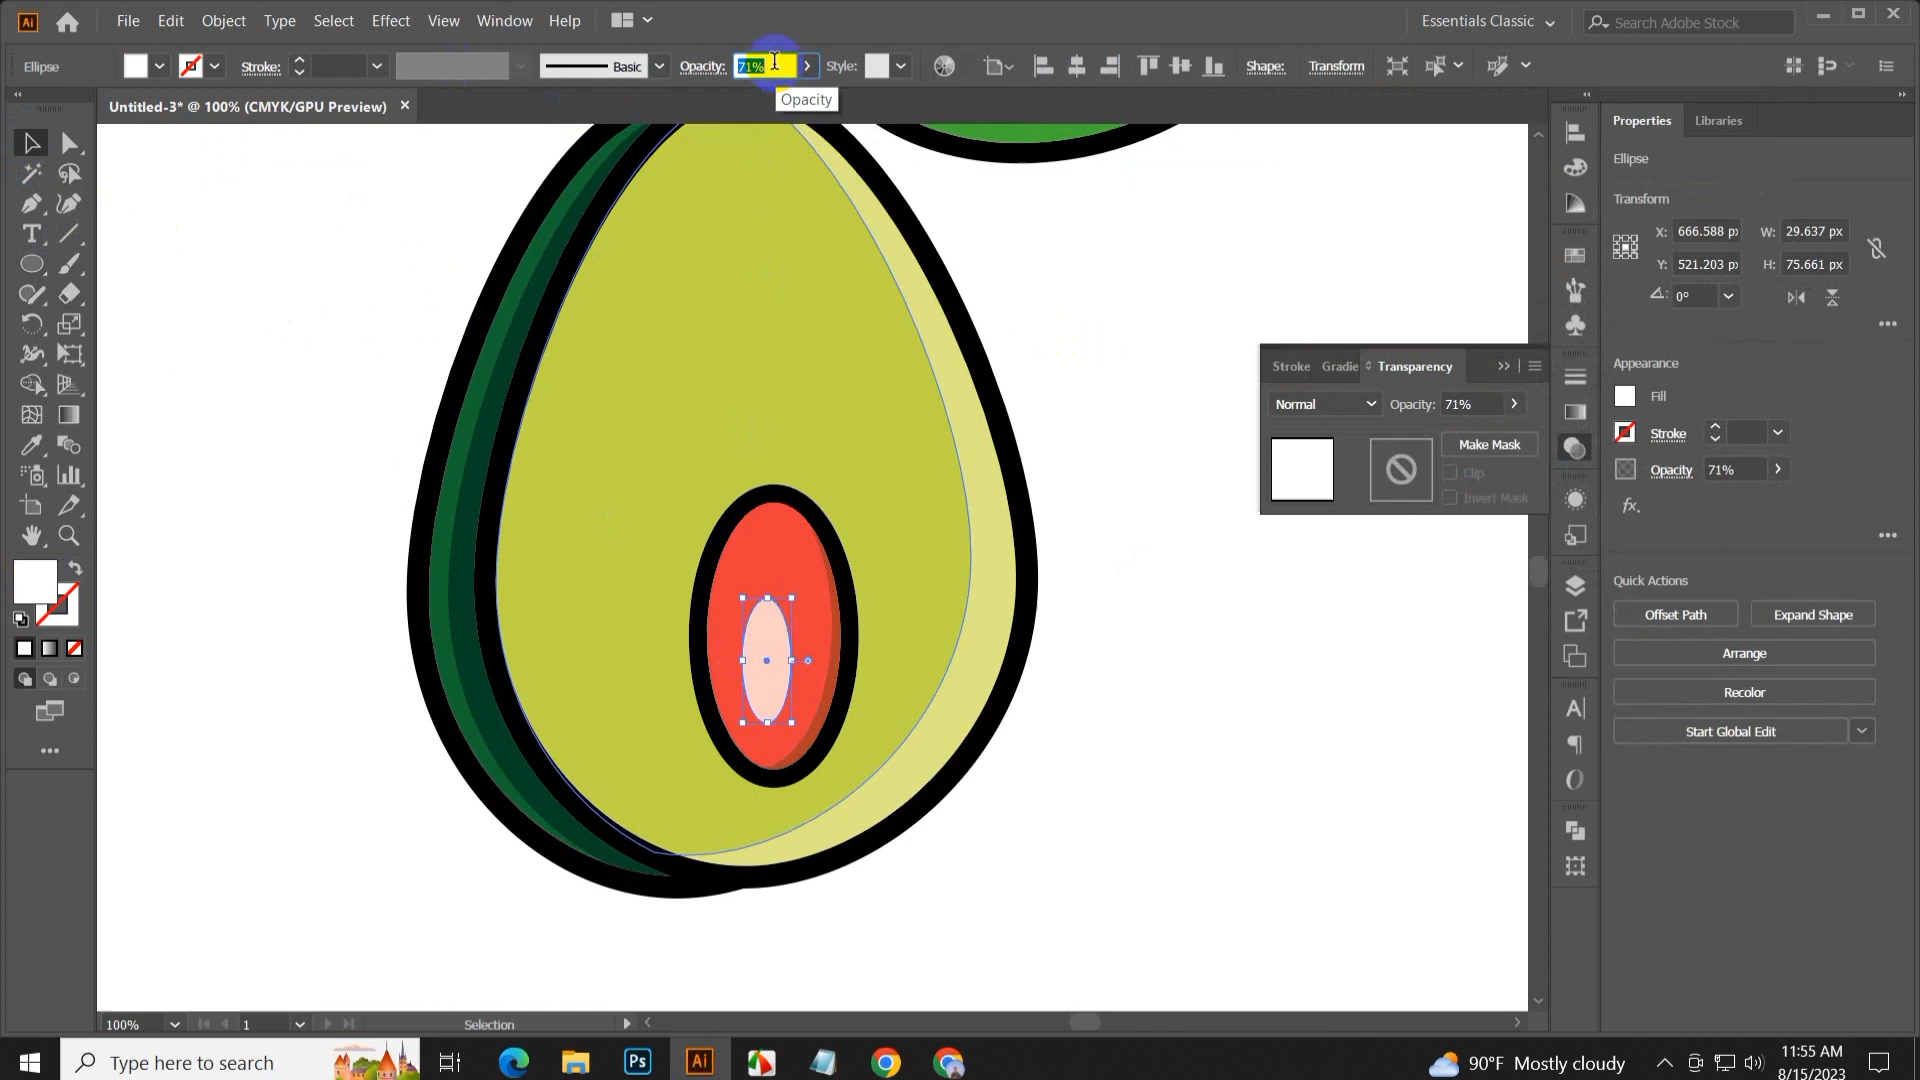 Ai File Edit Object Type Select Effect View Window Help Essentials Classic Search Adobe Stock
Ellipse Stroke: Basic Opacity: 71% Style: Shape: Transform
Opacity
Untitled-3* @ 100% (CMYK/GPU Preview)
Properties Libraries
Ellipse
Transform
X: 666.588 px W: 29.637 px
Y: 521.203 px H: 75.661 px
0°
Stroke Gradie Transparency
Normal Opacity: 71%
Make Mask
Clip
Invert Mask
Appearance
Fill
Stroke
Opacity 71%
fx.
Quick Actions
Offset Path Expand Shape
Arrange
Recolor
Start Global Edit
100% 1 Selection
Type here to search Ps Ai 90°F Mostly cloudy 11:55 AM
8/15/2023